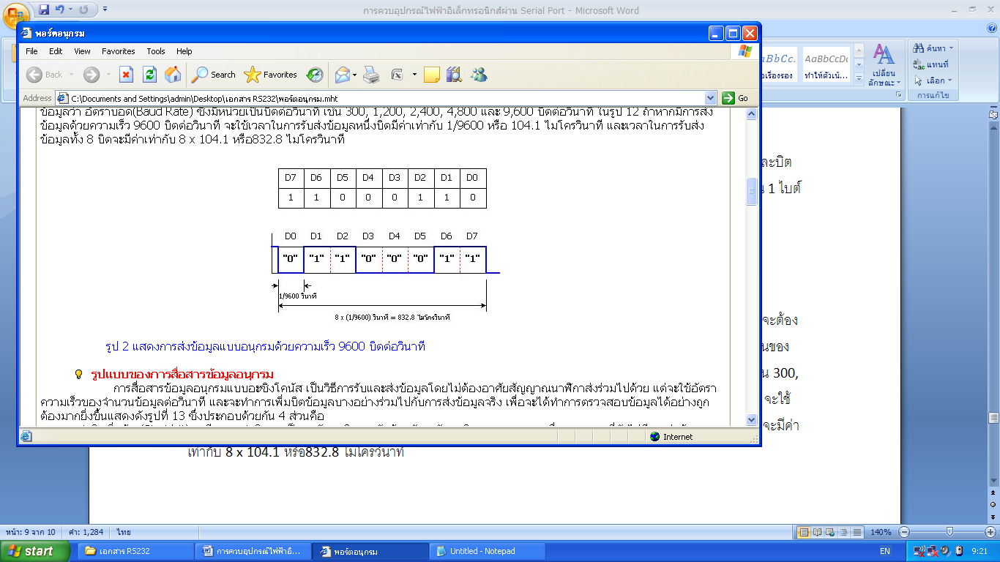 การควบอุปกรณ์ไฟฟ้าอิเล็กทรอนิกส์ผ่าน Serial Port - Microsoft Word
พอร์ตอนุกรม
File Edit View Favorites Tools Help
Back Search Favorites
Address C:\Documents and Settings\admin\Desktop\เอกสาร RS232\พอร์ตอนุกรม.mht Go
AaBbCcDc
ทำให้ตัวเน้...
เปลี่ยน
ลักษณะ
ค้นหา
แทนที่
เลือก
การแก้ไข
ข้อมูลว่า อัตราบอด(Baud Rate) ซึ่งมีหน่วยเป็นบิตต่อวินาที เช่น 300, 1,200, 2,400, 4,800 และ 9,600 บิตต่อวินาที ในรูป 12 ถ้าหากมีการส่ง
ข้อมูลด้วยความเร็ว 9600 บิตต่อวินาที จะใช้เวลาในการรับส่งข้อมูลหนึ่งบิตมีค่าเท่ากับ 1/9600 หรือ 104.1 ไมโครวินาที และเวลาในการรับส่ง
ข้อมูลทั้ง 8 บิตจะมีค่าเท่ากับ 8 x 104.1 หรือ832.8 ไมโครวินาที
D7 D6 D5 D4 D3 D2 D1 D0
1 1 0 0 0 1 1 0
D0 D1 D2 D3 D4 D5 D6 D7
"0" "1" "1" "0" "0" "0" "1" "1"
1/9600 วินาที
8 x (1/9600) วินาที = 832.8 ไมโครวินาที
รูป 2 แสดงการส่งข้อมูลแบบอนุกรมด้วยความเร็ว 9600 บิตต่อวินาที
รูปแบบของการสื่อสารข้อมูลอนุกรม
การสื่อสารข้อมูลอนุกรมแบบอะซิงโคนัส เป็นวิธีการรับและส่งข้อมูลโดยไม่ต้องอาศัยสัญญาณนาฬิกาส่งร่วมไปด้วย แต่จะใช้อัตรา
ความเร็วของจำนวนข้อมูลต่อวินาที และจะทำการเพิ่มบิตข้อมูลบางอย่างร่วมไปกับการส่งข้อมูลจริง เพื่อจะได้ทำการตรวจสอบข้อมูลได้อย่างถูก
ต้องมากยิ่งขึ้นแสดงดังรูปที่ 13 ซึ่งประกอบด้วยกัน 4 ส่วนคือ
Internet
ละบิต
1 ไบต์
จะต้อง
นของ
น 300,
จะใช้
จะมีค่า
เท่ากับ 8 x 104.1 หรือ832.8 ไมโครวินาที
หน้า: 9 จาก 10 คำ: 1,284 ไทย 140%
start เอกสาร RS232 การควบอุปกรณ์ไฟฟ้าอิ... พอร์ตอนุกรม Untitled - Notepad EN 9:21